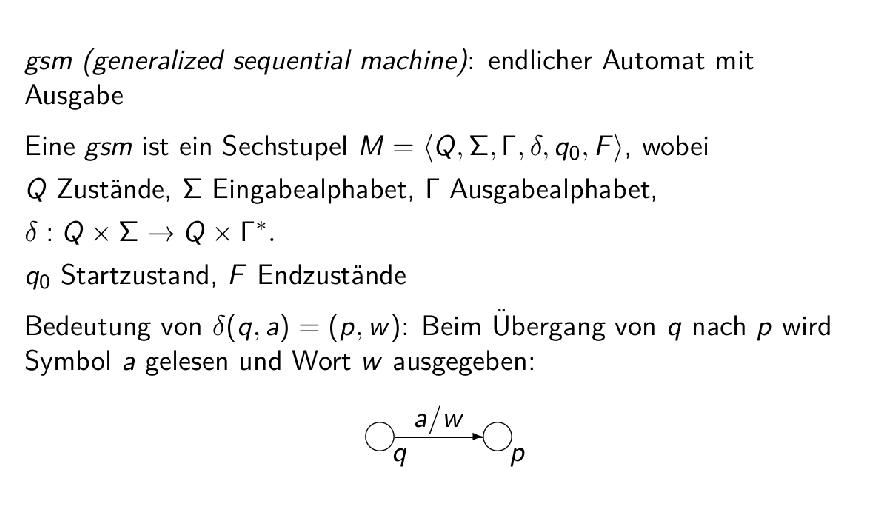 gsm (generalized sequential machine): endlicher Automat mit
Ausgabe
Eine gsm ist ein Sechstupel M = ⟨Q, Σ, Γ, δ, q₀, F⟩, wobei
Q Zustände, Σ Eingabealphabet, Γ Ausgabealphabet,
δ : Q × Σ → Q × Γ*.
q₀ Startzustand, F Endzustände
Bedeutung von δ(q, a) = (p, w): Beim Übergang von q nach p wird
Symbol a gelesen und Wort w ausgegeben:
a/w
q p